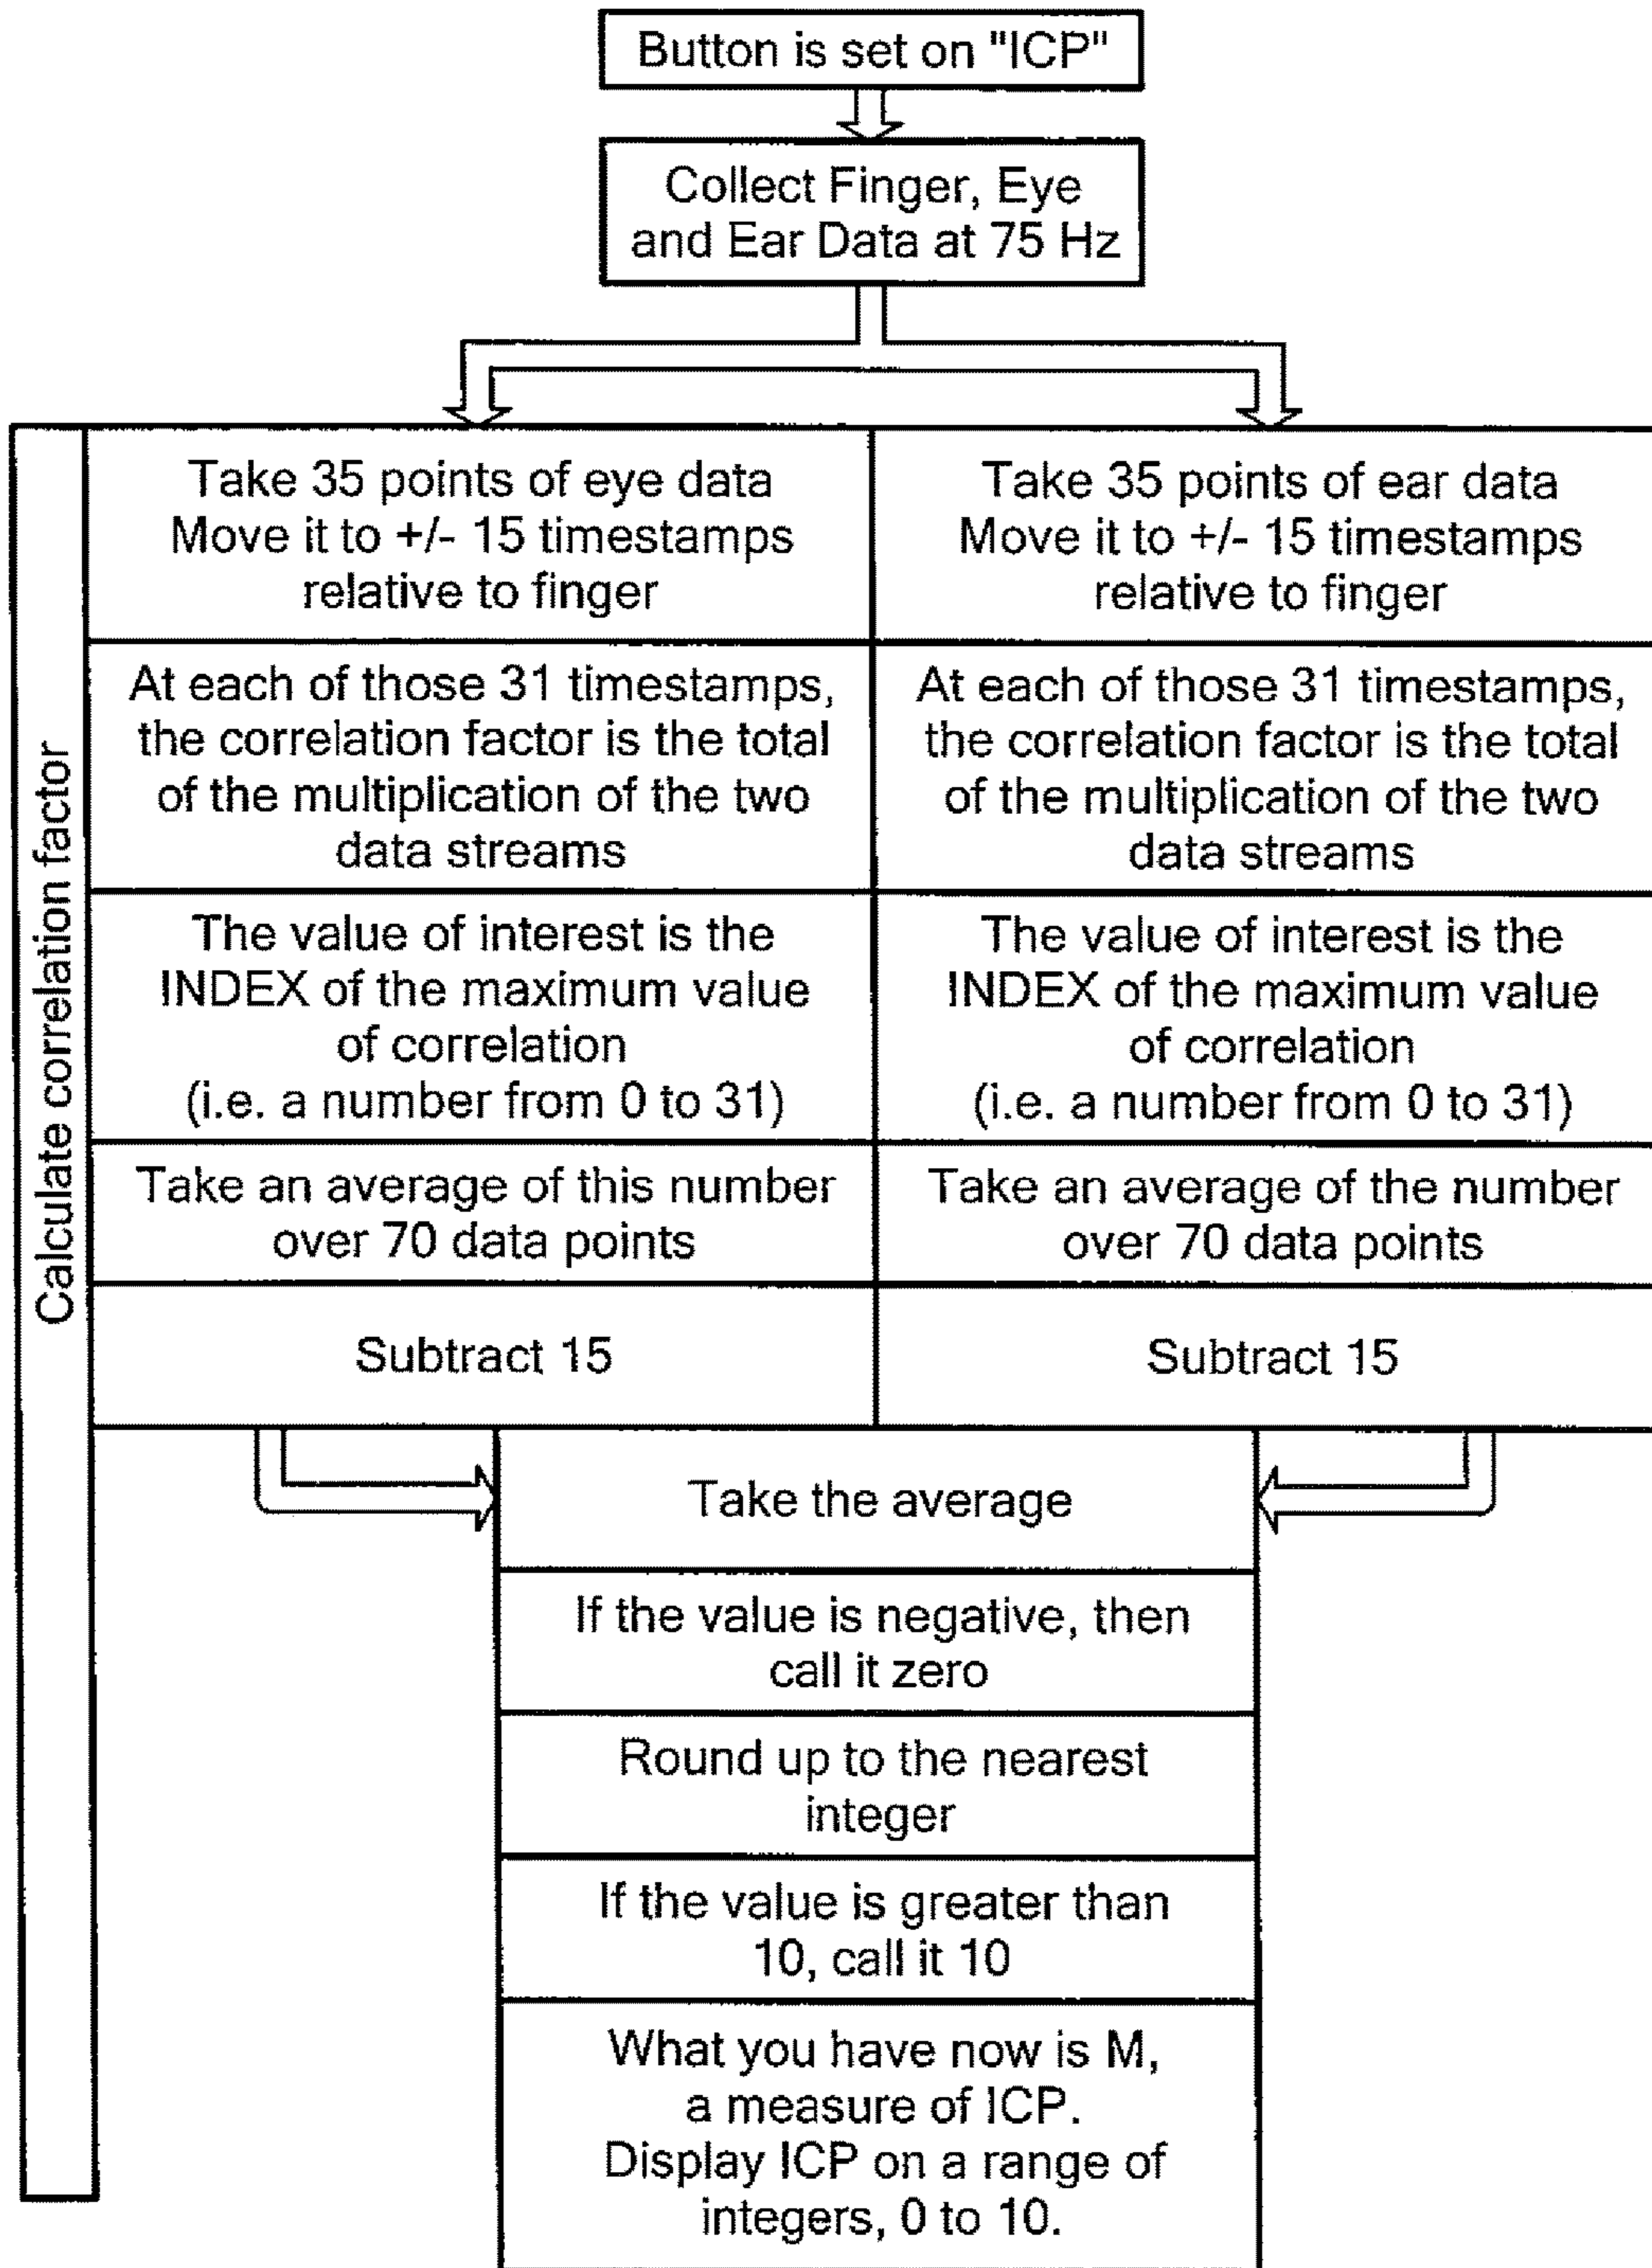 Button is set on "ICP"
Collect Finger, Eye
and Ear Data at 75 Hz
Calculate correlation factor
Take 35 points of eye data
Move it to +/- 15 timestamps
relative to finger
Take 35 points of ear data
Move it to +/- 15 timestamps
relative to finger
At each of those 31 timestamps,
the correlation factor is the total
of the multiplication of the two
data streams
At each of those 31 timestamps,
the correlation factor is the total
of the multiplication of the two
data streams
The value of interest is the
INDEX of the maximum value
of correlation
(i.e. a number from 0 to 31)
The value of interest is the
INDEX of the maximum value
of correlation
(i.e. a number from 0 to 31)
Take an average of this number
over 70 data points
Take an average of the number
over 70 data points
Subtract 15
Subtract 15
Take the average
If the value is negative, then
call it zero
Round up to the nearest
integer
If the value is greater than
10, call it 10
What you have now is M,
a measure of ICP.
Display ICP on a range of
integers, 0 to 10.